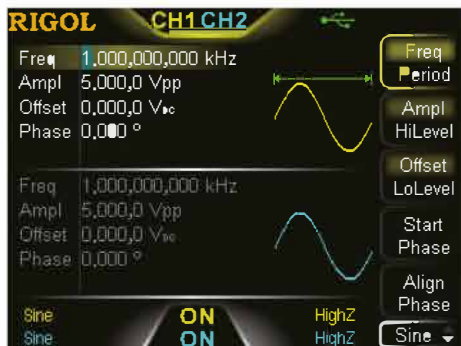 RIGOL CH1 CH2
Freq 1.000,000,000 kHz
Ampl 5.000,0 Vpp
Offset 0.000,0 VDC
Phase 0.000 °
Freq 1.000,000,000 kHz
Ampl 5.000,0 Vpp
Offset 0.000,0 VDC
Phase 0.000 °
Freq
Period
Ampl
HiLevel
Offset
LoLevel
Start
Phase
Align
Phase
Sine
Sine ON HighZ
Sine ON HighZ